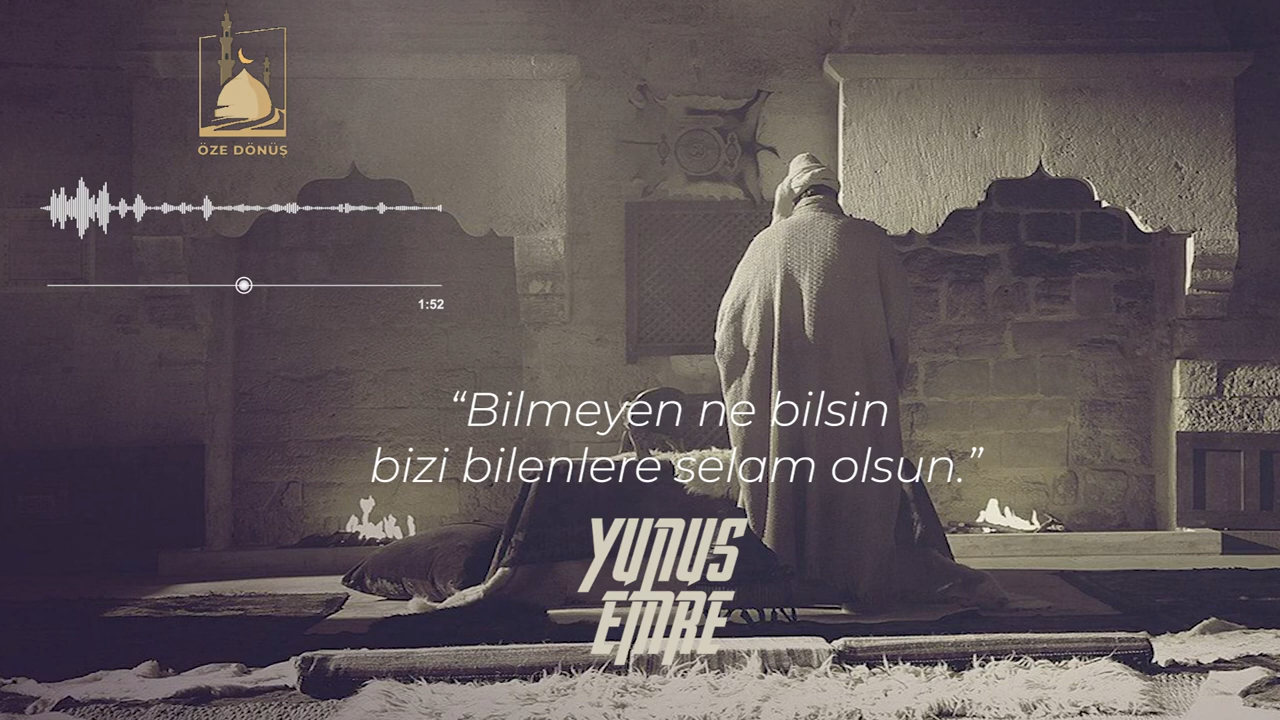 ÖZE DÖNÜŞ
1:52
“Bilmeyen ne bilsin
bizi bilenlere selam olsun.”
YUNUS
EMRE